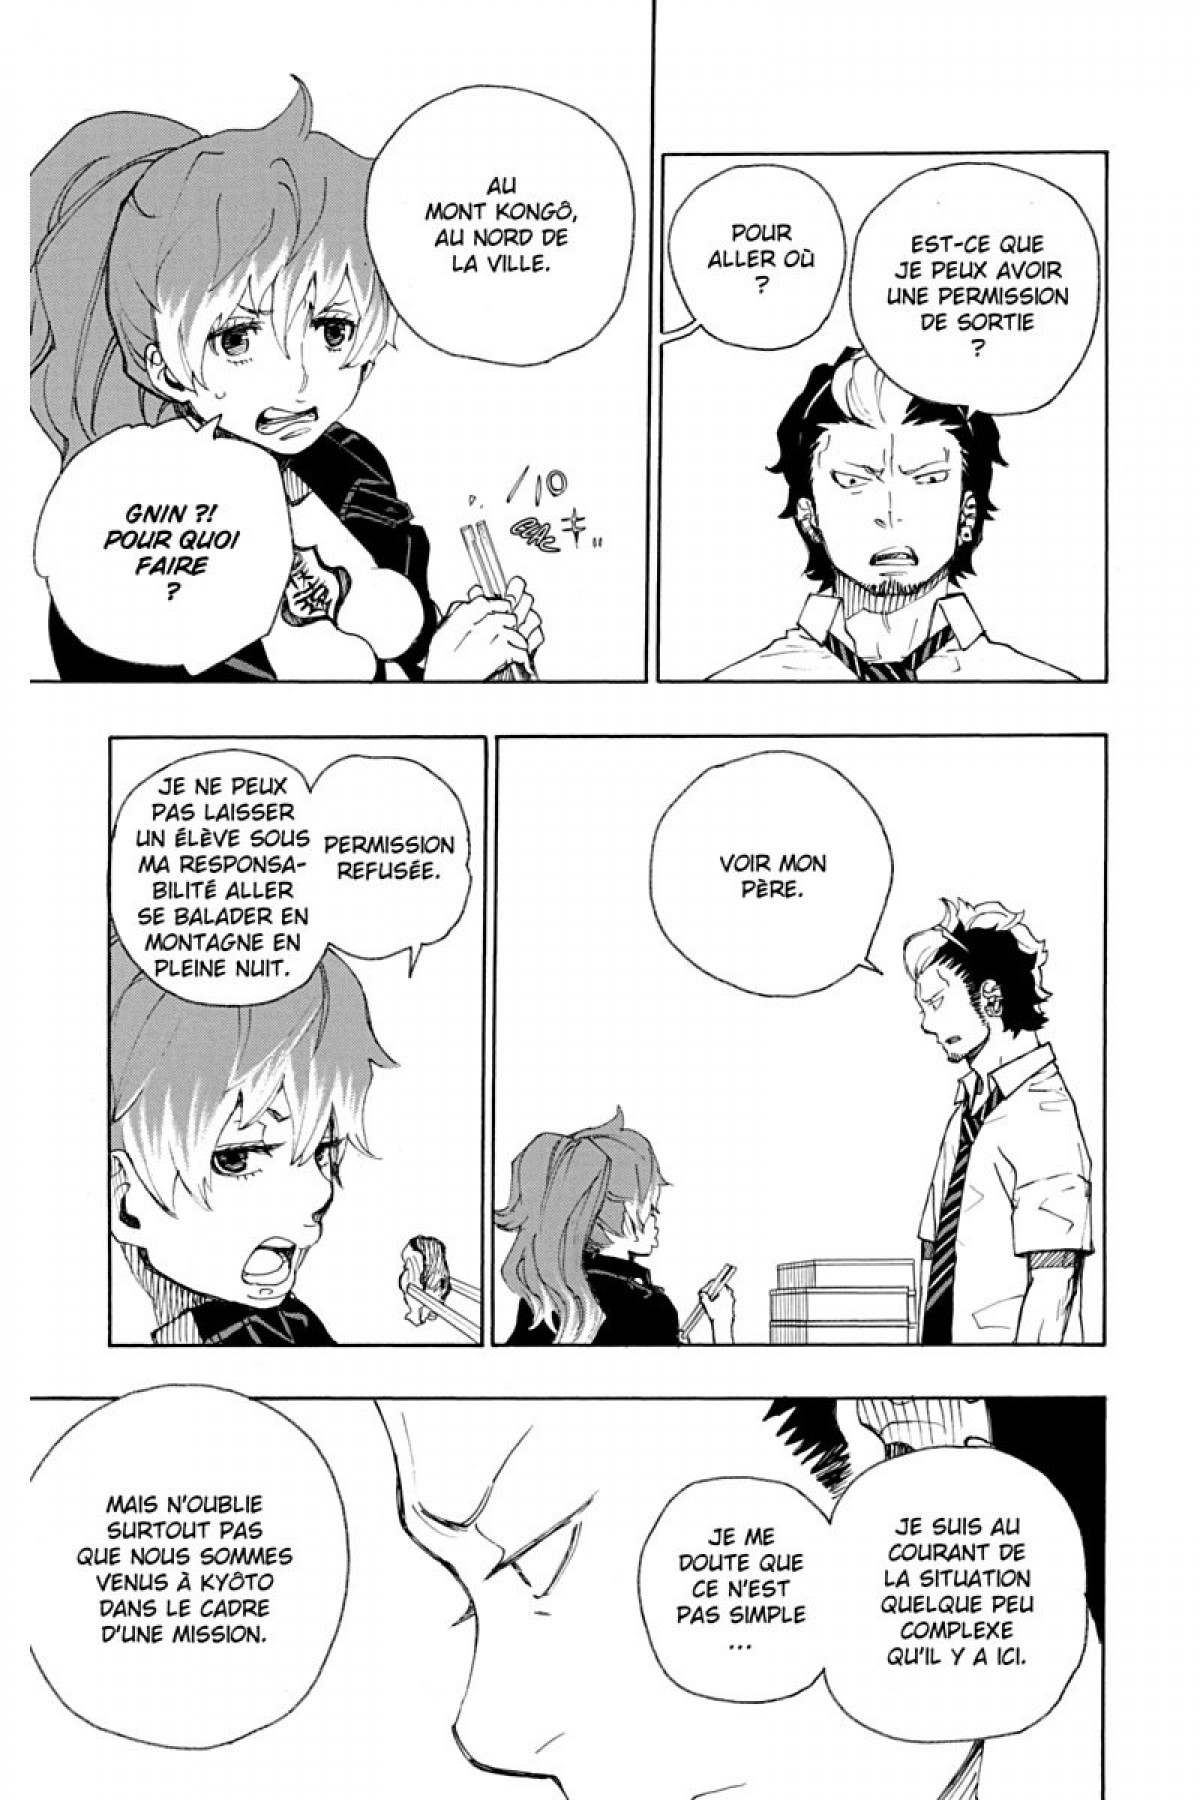 EST-CE QUE
JE PEUX AVOIR
UNE PERMISSION
DE SORTIE
?
POUR
ALLER OÙ
?
AU
MONT KONGÔ,
AU NORD DE
LA VILLE.
GNIN ?!
POUR QUOI
FAIRE
?
CLAC
VOIR MON
PÈRE.
PERMISSION
REFUSÉE.
JE NE PEUX
PAS LAISSER
UN ÉLÈVE SOUS
MA RESPONSA-
BILITÉ ALLER
SE BALADER EN
MONTAGNE EN
PLEINE NUIT.
JE SUIS AU
COURANT DE
LA SITUATION
QUELQUE PEU
COMPLEXE
QU'IL Y A ICI.
JE ME
DOUTE QUE
CE N'EST
PAS SIMPLE
...
MAIS N'OUBLIE
SURTOUT PAS
QUE NOUS SOMMES
VENUS À KYÔTO
DANS LE CADRE
D'UNE MISSION.